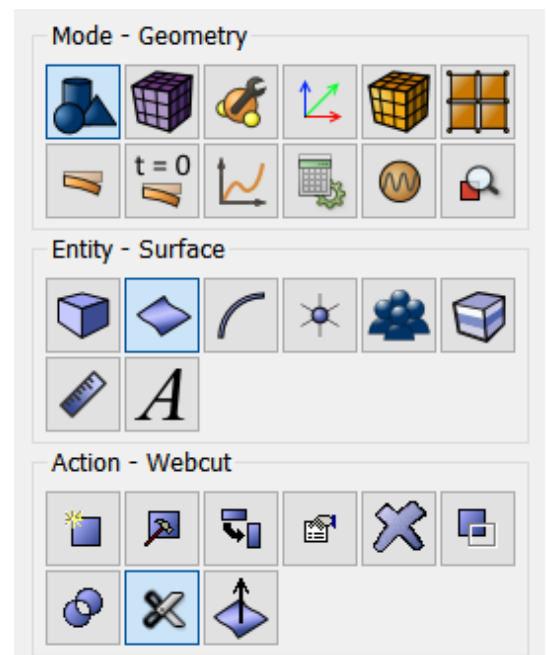 Mode - Geometry
t = 0
Entity - Surface
A
Action - Webcut